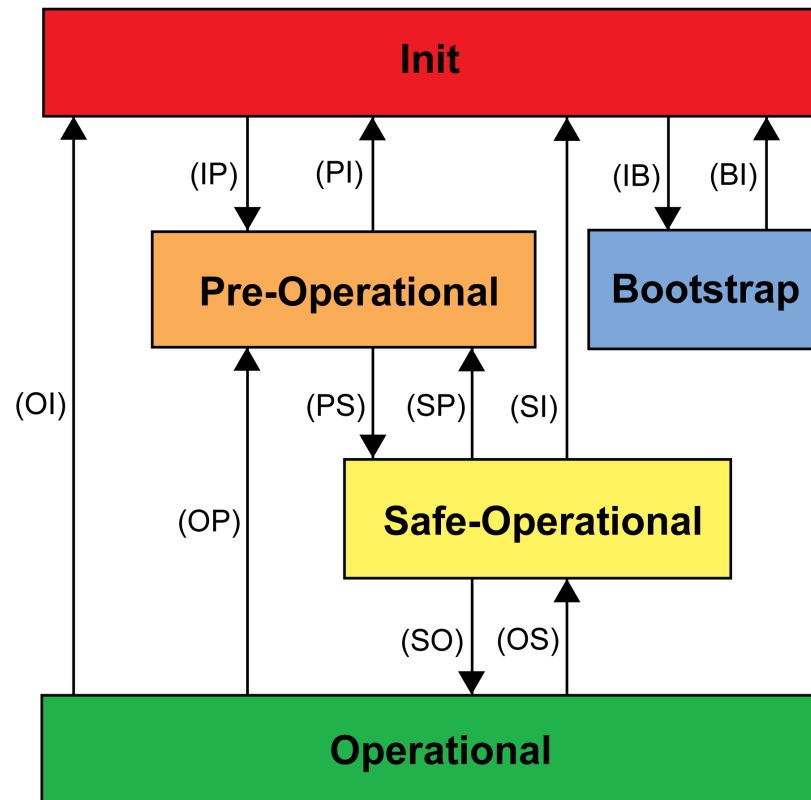 Init
(IP)
(PI)
(IB)
(BI)
Pre-Operational
Bootstrap
(OI)
(PS)
(SP)
(SI)
(OP)
Safe-Operational
(SO)
(OS)
Operational